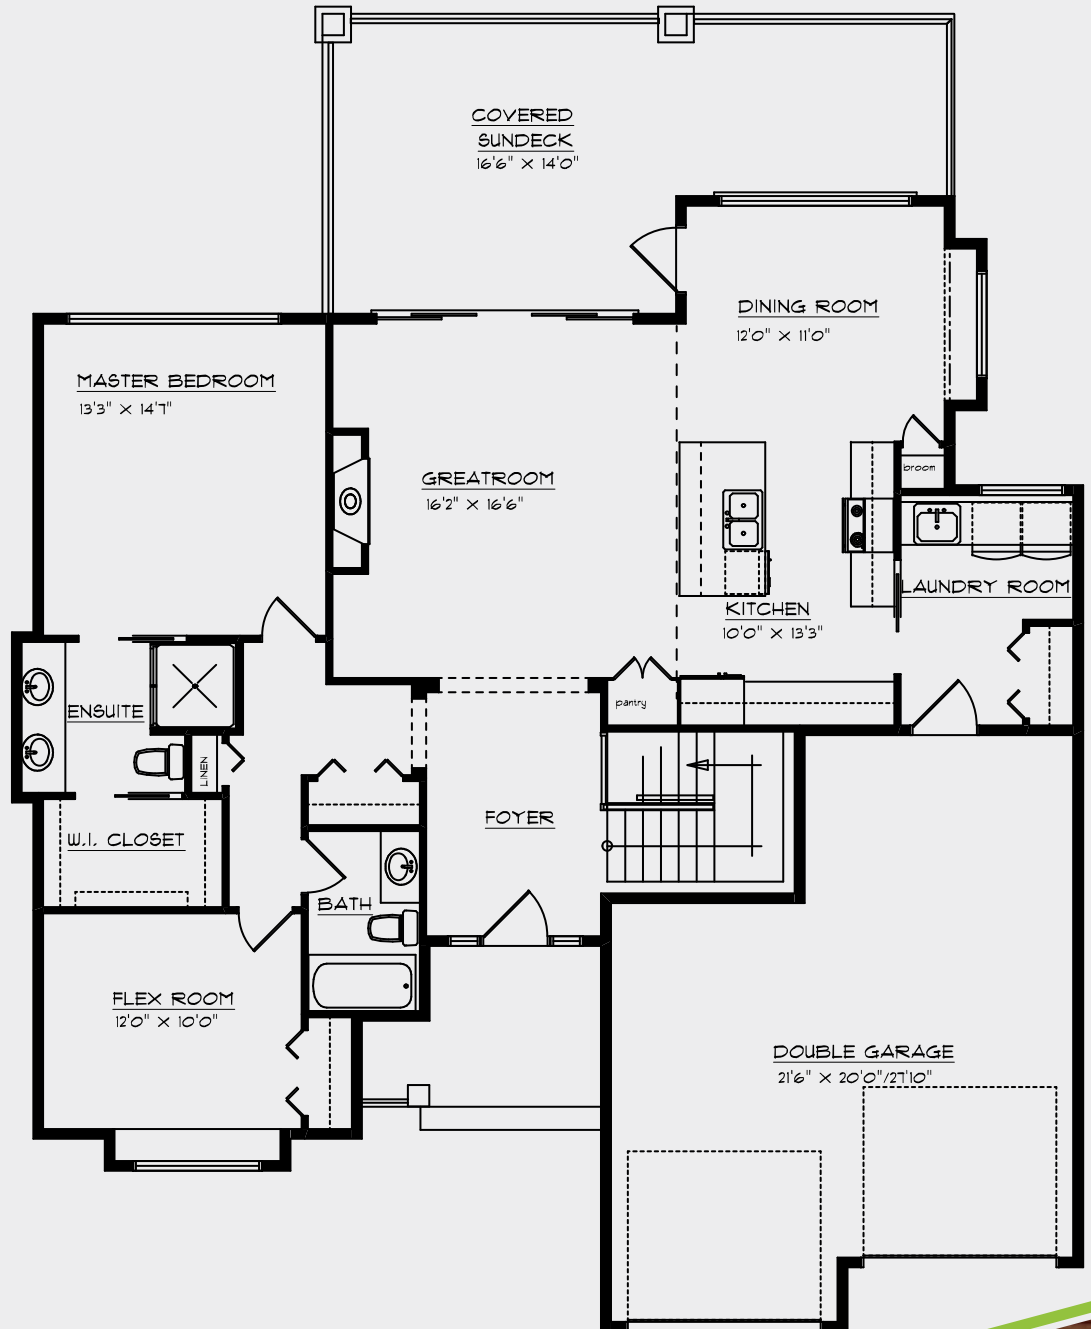 COVERED
SUNDECK
16'6" X 14'0"
DINING ROOM
12'0" X 11'0"
MASTER BEDROOM
13'3" X 14'7"
GREATROOM
16'2" X 16'6"
broom
LAUNDRY ROOM
KITCHEN
10'0" X 13'3"
pantry
ENSUITE
LINEN
FOYER
W.I. CLOSET
BATH
FLEX ROOM
12'0" X 10'0"
DOUBLE GARAGE
21'6" X 20'0"/27'10"